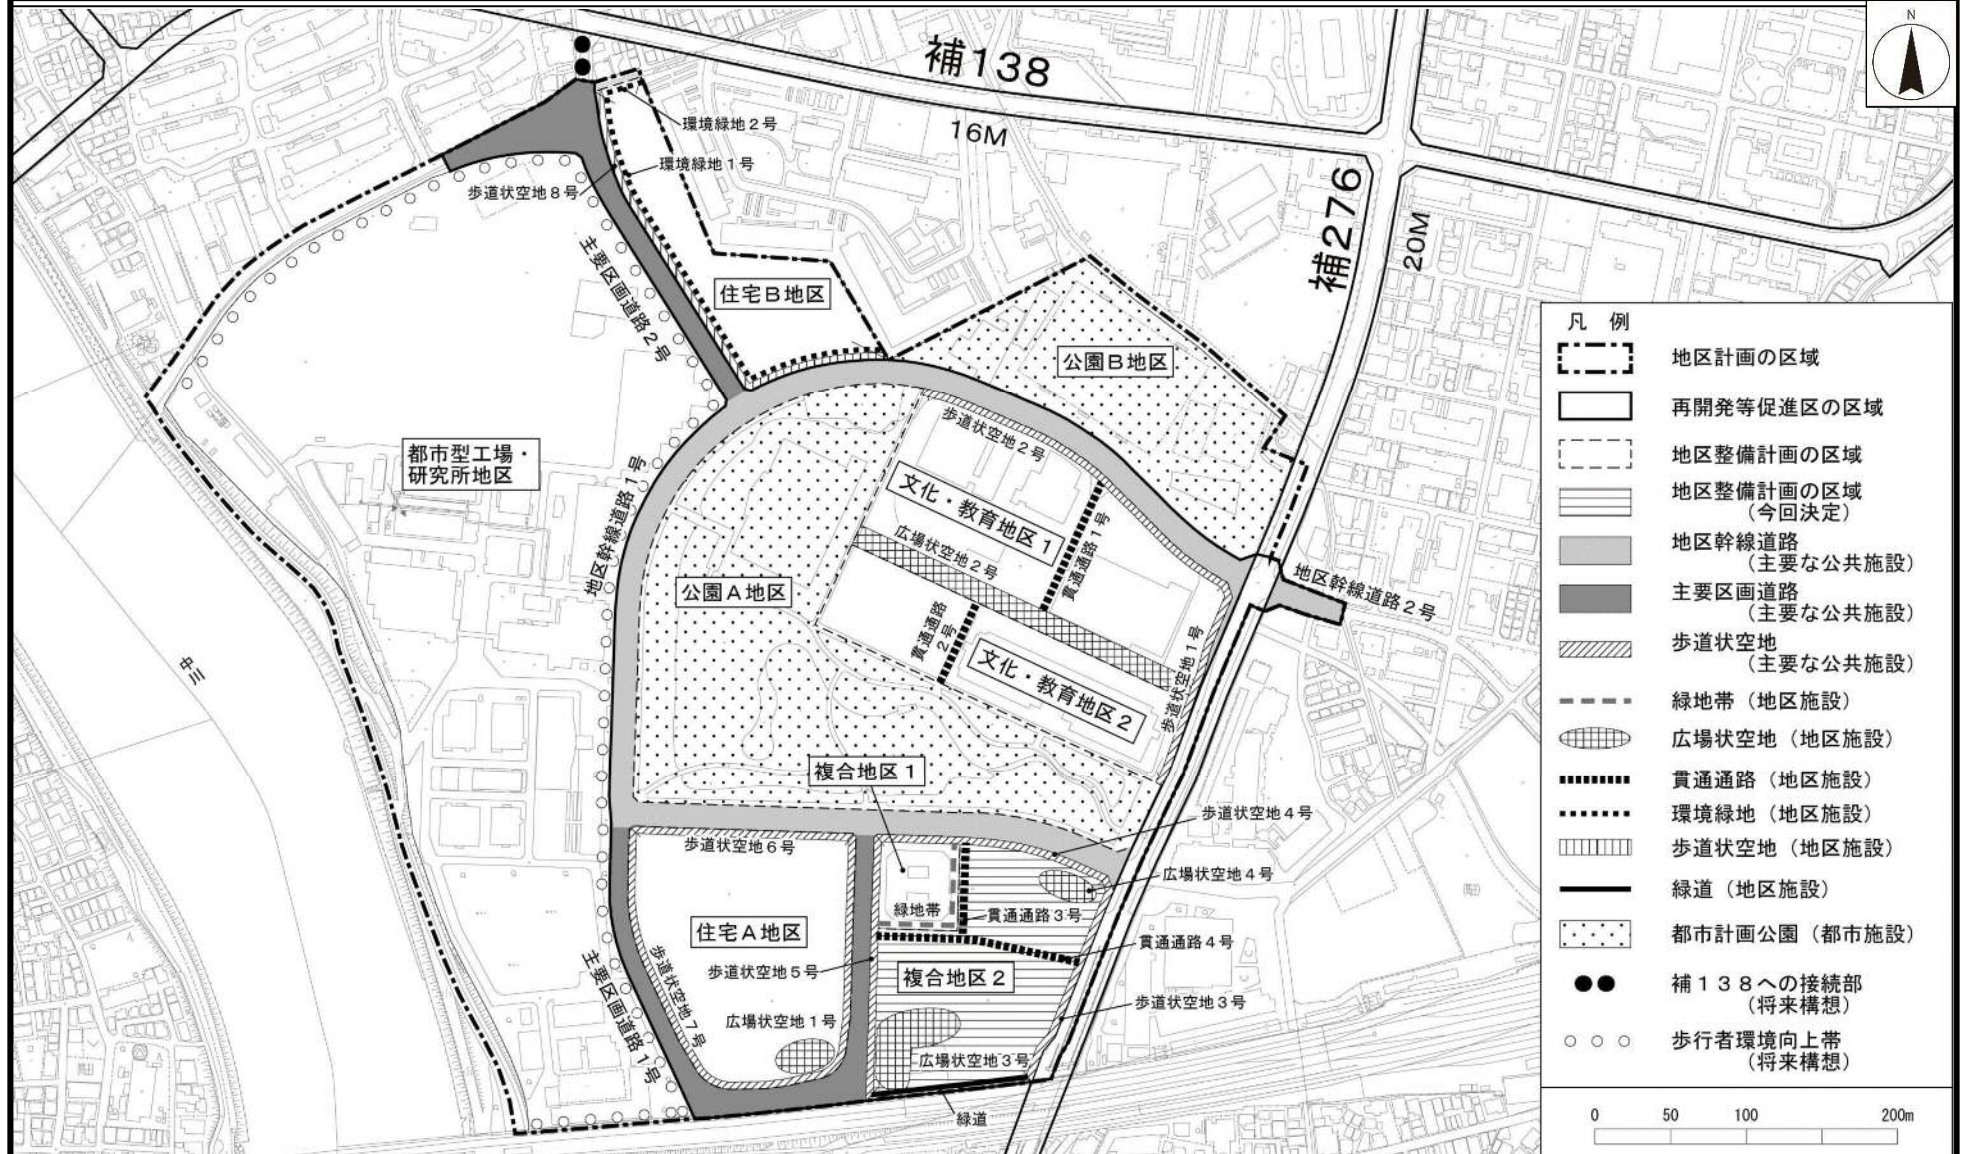 N
補138
16M
補276
20M
環境緑地2号
環境緑地1号
歩道状空地8号
主要区画道路2号
住宅B地区
公園B地区
都市型工場・
研究所地区
地区幹線道路1号
歩道状空地2号
文化・教育地区1
広場状空地2号
貫通通路1号
公園A地区
貫通通路
2号
文化・教育地区2
歩道状空地1号
地区幹線道路2号
中川
複合地区1
歩道状空地4号
歩道状空地6号
広場状空地4号
緑地帯
貫通通路3号
住宅A地区
貫通通路4号
歩道状空地5号
複合地区2
歩道状空地3号
主要区画道路1号
歩道状空地7号
広場状空地1号
広場状空地3号
緑道
凡 例
地区計画の区域
再開発等促進区の区域
地区整備計画の区域
地区整備計画の区域
(今回決定)
地区幹線道路
(主要な公共施設)
主要区画道路
(主要な公共施設)
歩道状空地
(主要な公共施設)
緑地帯(地区施設)
広場状空地(地区施設)
貫通通路(地区施設)
環境緑地(地区施設)
歩道状空地(地区施設)
緑道(地区施設)
都市計画公園(都市施設)
補138への接続部
(将来構想)
歩行者環境向上帯
(将来構想)
0 50 100 200m